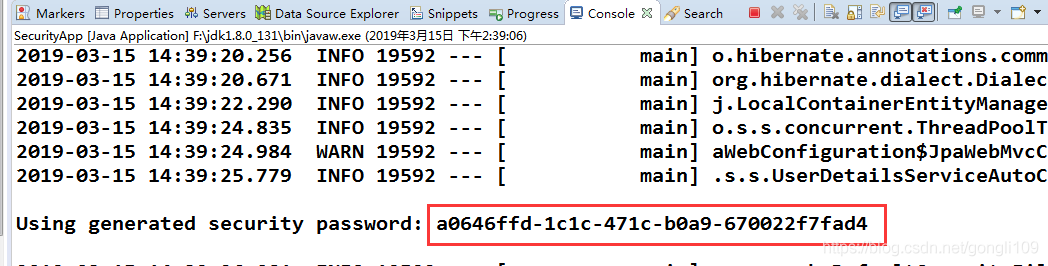 Markers Properties Servers Data Source Explorer Snippets Progress Console Search
SecurityApp [Java Application] F:\jdk1.8.0_131\bin\javaw.exe (2019年3月15日 下午2:39:06)
2019-03-15 14:39:20.256  INFO 19592 --- [           main] o.hibernate.annotations.comm
2019-03-15 14:39:20.671  INFO 19592 --- [           main] org.hibernate.dialect.Dialec
2019-03-15 14:39:22.290  INFO 19592 --- [           main] j.LocalContainerEntityManage
2019-03-15 14:39:24.835  INFO 19592 --- [           main] o.s.s.concurrent.ThreadPoolT
2019-03-15 14:39:24.984  WARN 19592 --- [           main] aWebConfiguration$JpaWebMvcC
2019-03-15 14:39:25.779  INFO 19592 --- [           main] .s.s.UserDetailsServiceAutoC
Using generated security password: a0646ffd-1c1c-471c-b0a9-670022f7fad4
https://blog.csdn.net/gongli109